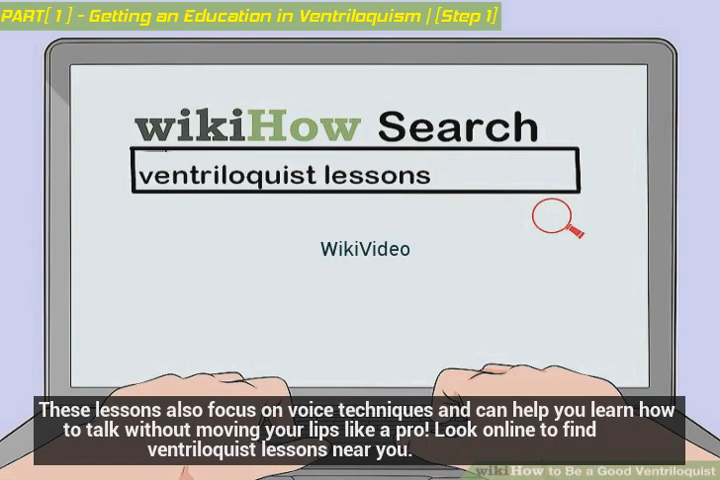 PART[ 1 ] - Getting an Education in Ventriloquism | [Step 1]
wikiHow Search
ventriloquist lessons
WikiVideo
These lessons also focus on voice techniques and can help you learn how
to talk without moving your lips like a pro! Look online to find
ventriloquist lessons near you.
wikiHow to Be a Good Ventriloquist